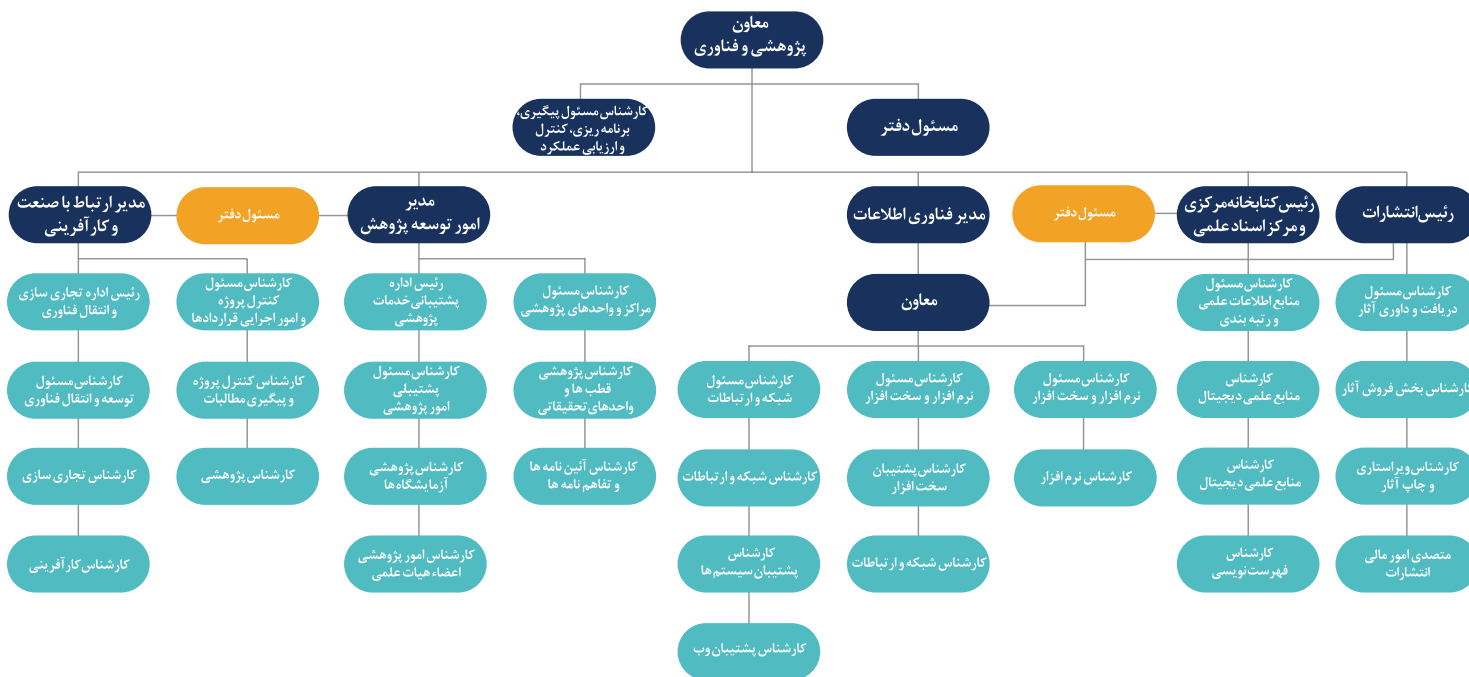 معاون
پژوهشی و فناوری
مسئول دفتر
کارشناس مسئول پیگیری،
برنامه ریزی، کنترل
و ارزیابی عملکرد
رئیس انتشارات
رئیس کتابخانه مرکزی
و مرکز اسناد علمی
مسئول دفتر
مدیر فناوری اطلاعات
مدیر
امور توسعه پژوهش
مسئول دفتر
مدیر ارتباط با صنعت
و کارآفرینی
کارشناس مسئول
دریافت و داوری آثار
کارشناس مسئول
منابع اطلاعات علمی
و رتبه بندی
معاون
کارشناس مسئول
مراکز و واحدهای پژوهشی
رئیس اداره
پشتیبانی خدمات
پژوهشی
کارشناس مسئول
کنترل پروژه
و امور اجرایی قراردادها
رئیس اداره تجاری سازی
و انتقال فناوری
کارشناس بخش فروش آثار
کارشناس
منابع علمی دیجیتال
کارشناس مسئول
نرم افزار و سخت افزار
کارشناس مسئول
نرم افزار و سخت افزار
کارشناس مسئول
شبکه و ارتباطات
کارشناس پژوهشی
قطب ها و
واحدهای تحقیقاتی
کارشناس مسئول
پشتیبلی
امور پژوهشی
کارشناس کنترل پروژه
و پیگیری مطالبات
کارشناس مسئول
توسعه و انتقال فناوری
کارشناس ویراستاری
و چاپ آثار
کارشناس
منابع علمی دیجیتال
کارشناس نرم افزار
کارشناس پشتیبان
سخت افزار
کارشناس شبکه و ارتباطات
کارشناس آئین نامه ها
و تفاهم نامه ها
کارشناس پژوهشی
آزمایشگاه ها
کارشناس پژوهشی
کارشناس تجاری سازی
متصدی امور مالی
انتشارات
کارشناس
فهرست نویسی
کارشناس شبکه و ارتباطات
کارشناس
پشتیبان سیستم ها
کارشناس امور پژوهشی
اعضاء هیات علمی
کارشناس کارآفرینی
کارشناس پشتیبان وب